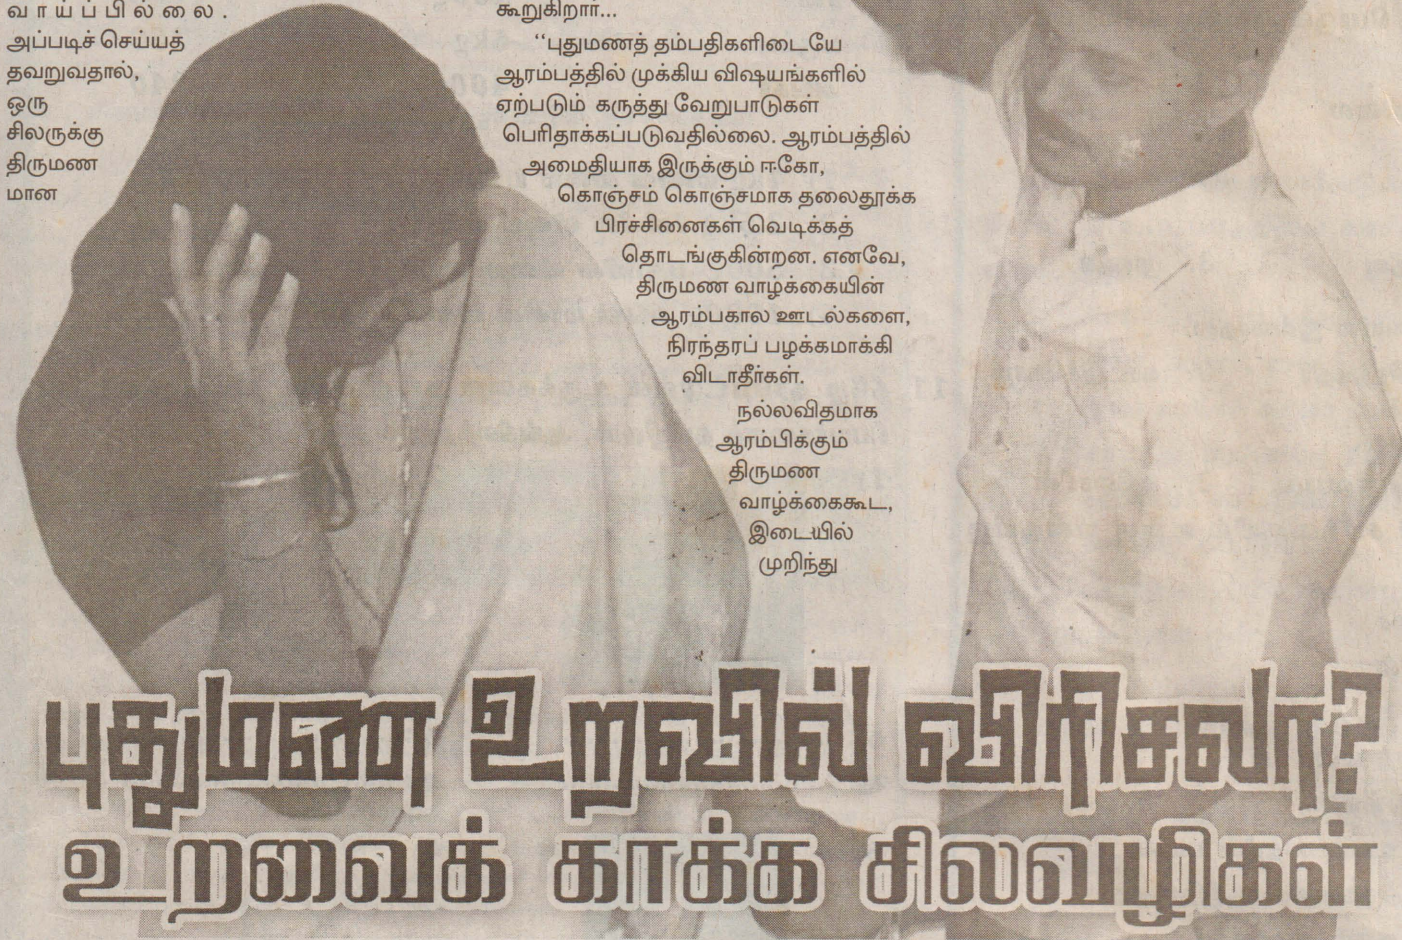 வாய்ப்பில்லை.
அப்படிச் செய்யத்
தவறுவதால்,
ஒரு
சிலருக்கு
திருமண
மான
கூறுகிறார்...
“புதுமணத் தம்பதிகளிடையே
ஆரம்பத்தில் முக்கிய விஷயங்களில்
ஏற்படும் கருத்து வேறுபாடுகள்
பெரிதாக்கப்படுவதில்லை. ஆரம்பத்தில்
அமைதியாக இருக்கும் ஈகோ,
கொஞ்சம் கொஞ்சமாக தலைதூக்க
பிரச்சினைகள் வெடிக்கத்
தொடங்குகின்றன. எனவே,
திருமண வாழ்க்கையின்
ஆரம்பகால ஊடல்களை,
நிரந்தரப் பழக்கமாக்கி
விடாதீர்கள்.
நல்லவிதமாக
ஆரம்பிக்கும்
திருமண
வாழ்க்கைகூட,
இடையில்
முறிந்து
புதுமண உறவில் விரிசலா?
உறவைக் காக்க சிலவழிகள்